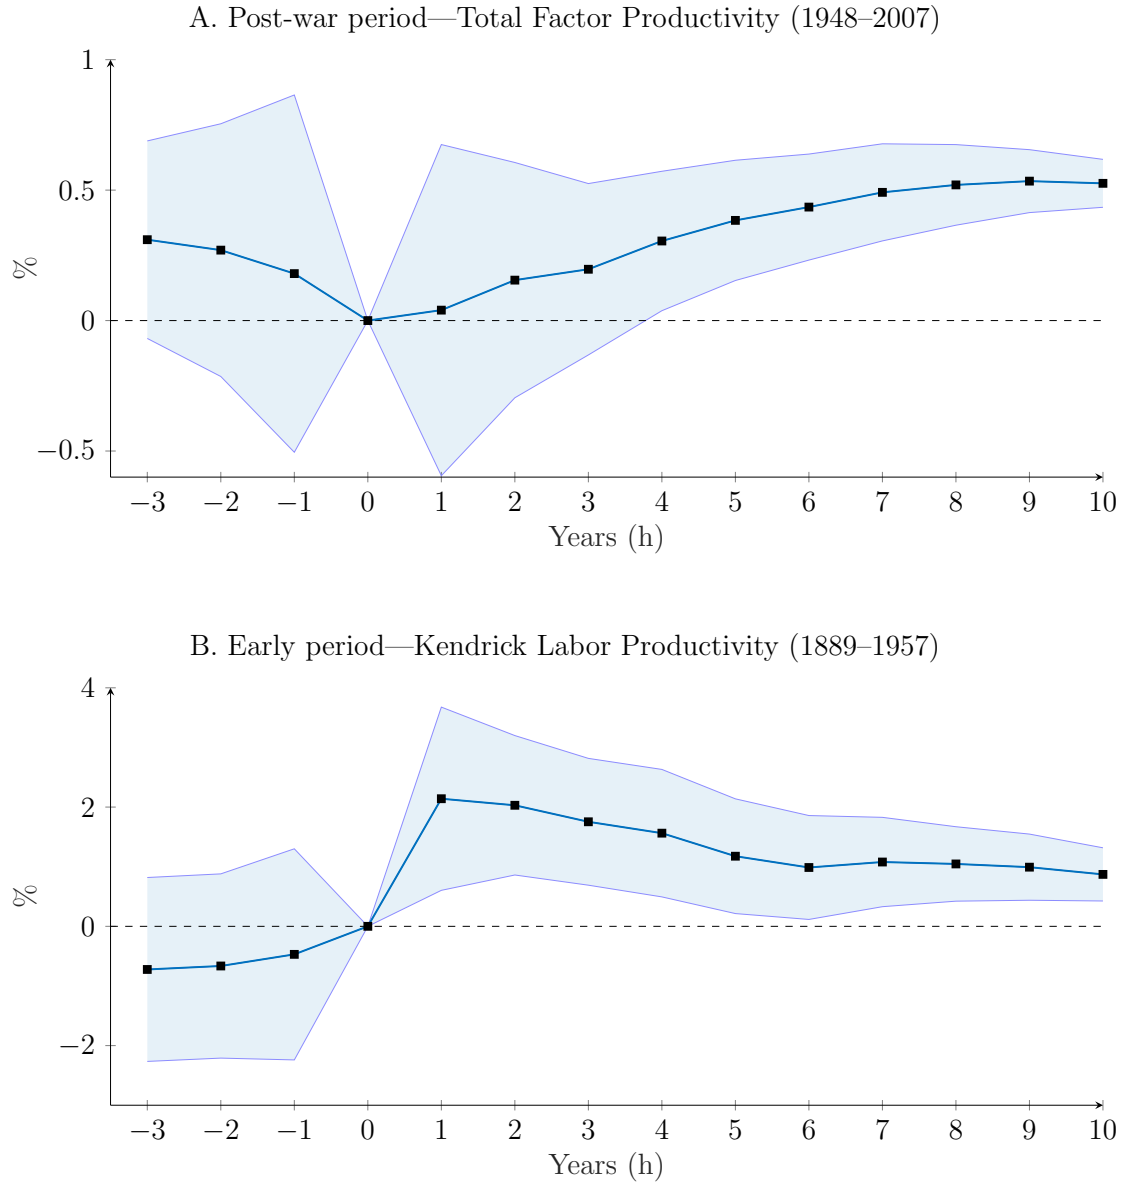 A. Post-war period—Total Factor Productivity (1948–2007)
1
0.5
0
−0.5
%
−3 −2 −1 0 1 2 3 4 5 6 7 8 9 10
Years (h)
B. Early period—Kendrick Labor Productivity (1889–1957)
4
2
0
−2
%
−3 −2 −1 0 1 2 3 4 5 6 7 8 9 10
Years (h)